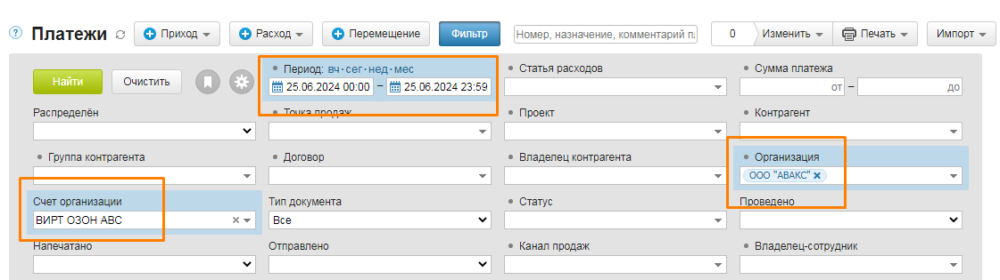 ? Платежи Приход Расход Перемещение Фильтр Номер, назначение, комментарий 0 Изменить Печать Импорт
Найти Очистить Период: вч·сег·нед·мес Статья расходов Сумма платежа
25.06.2024 00:00 – 25.06.2024 23:59 от – до
Распределён Точка продаж Проект Контрагент
Группа контрагента Договор Владелец контрагента Организация
ООО "АВАКС"
Счет организации Тип документа Статус Проведено
ВИРТ ОЗОН АВС Все
Напечатано Отправлено Канал продаж Владелец-сотрудник